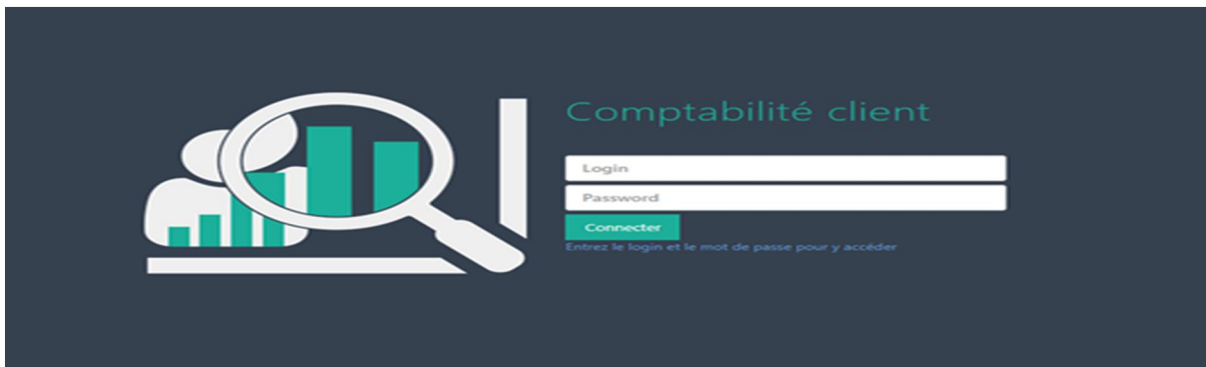 Comptabilité client
Login
Password
Connecter
Entrez le login et le mot de passe pour y accéder